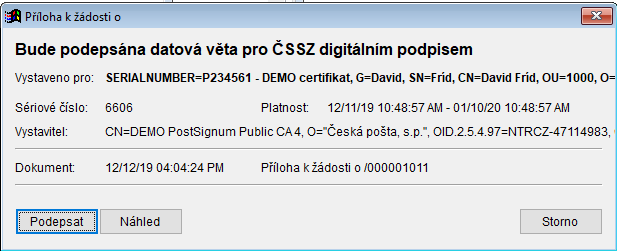 Příloha k žádosti o
Bude podepsána datová věta pro ČSSZ digitálním podpisem
Vystaveno pro: SERIALNUMBER=P234561 - DEMO certifikat, G=David, SN=Frid, CN=David Frid, OU=1000, O=
Sériové číslo: 6606 Platnost: 12/11/19 10:48:57 AM - 01/10/20 10:48:57 AM
Vystavitel: CN=DEMO PostSignum Public CA 4, O="Česká pošta, s.p.", OID.2.5.4.97=NTRCZ-47114983,
Dokument: 12/12/19 04:04:24 PM Příloha k žádosti o /000001011
Podepsat Náhled Storno